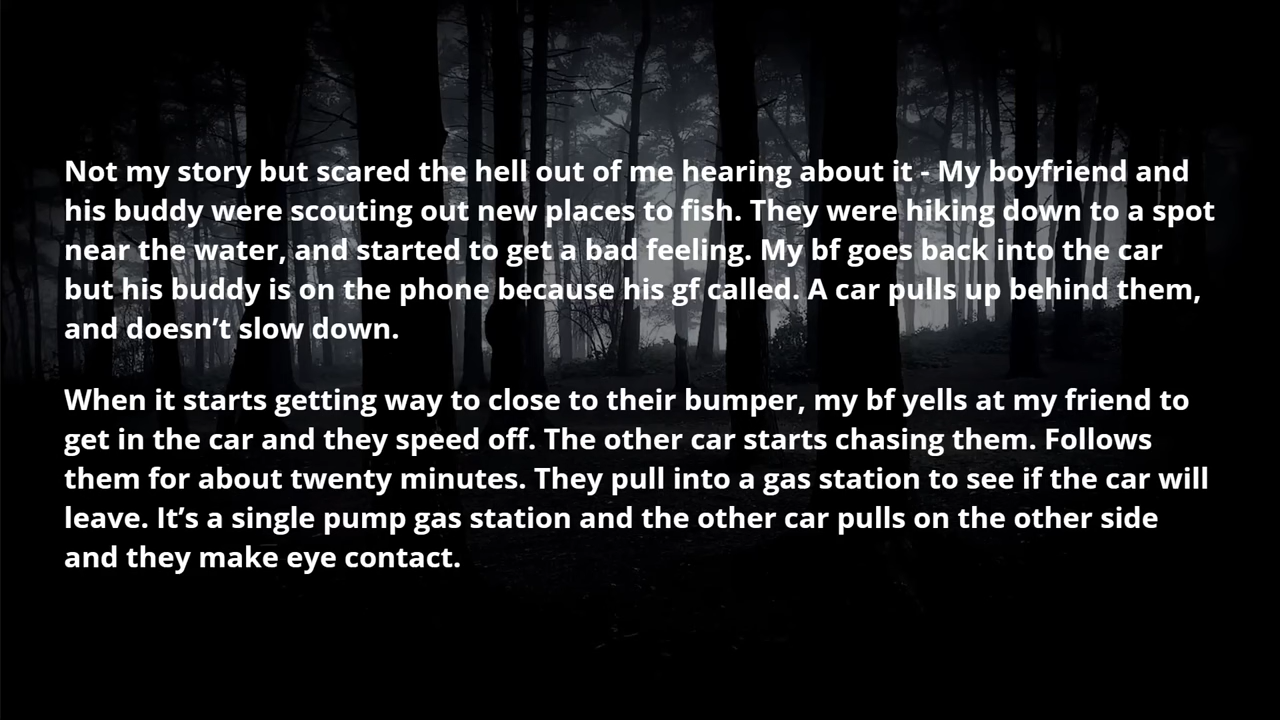 Not my story but scared the hell out of me hearing about it - My boyfriend and
his buddy were scouting out new places to fish. They were hiking down to a spot
near the water, and started to get a bad feeling. My bf goes back into the car
but his buddy is on the phone because his gf called. A car pulls up behind them,
and doesn’t slow down.
When it starts getting way to close to their bumper, my bf yells at my friend to
get in the car and they speed off. The other car starts chasing them. Follows
them for about twenty minutes. They pull into a gas station to see if the car will
leave. It’s a single pump gas station and the other car pulls on the other side
and they make eye contact.